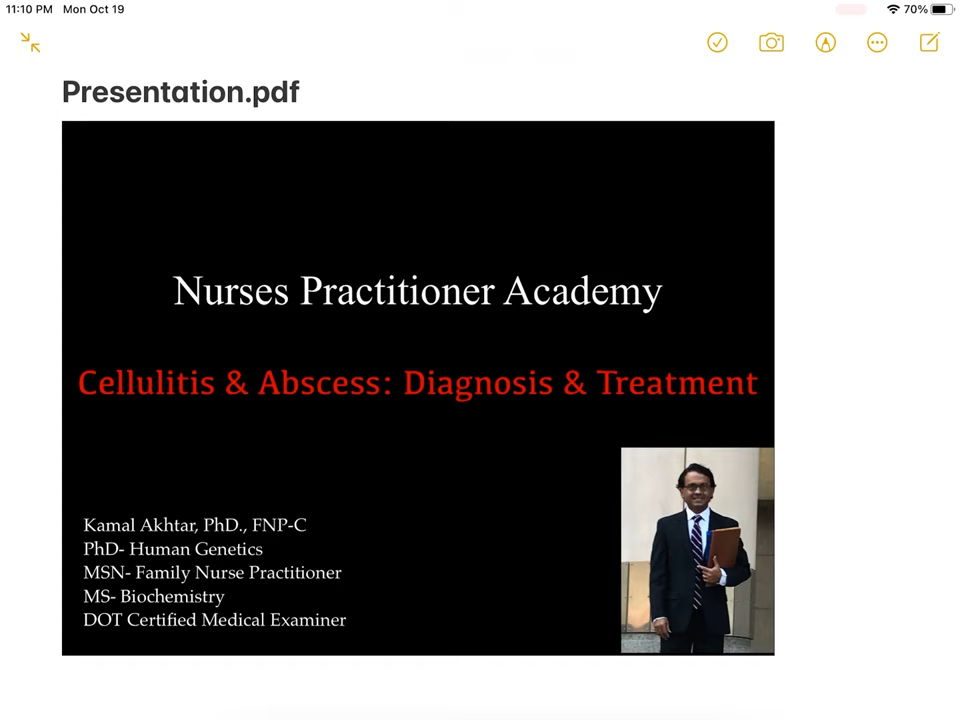 11:10 PM Mon Oct 19
70%
Presentation.pdf
Nurses Practitioner Academy
Cellulitis & Abscess: Diagnosis & Treatment
Kamal Akhtar, PhD., FNP-C
PhD- Human Genetics
MSN- Family Nurse Practitioner
MS- Biochemistry
DOT Certified Medical Examiner